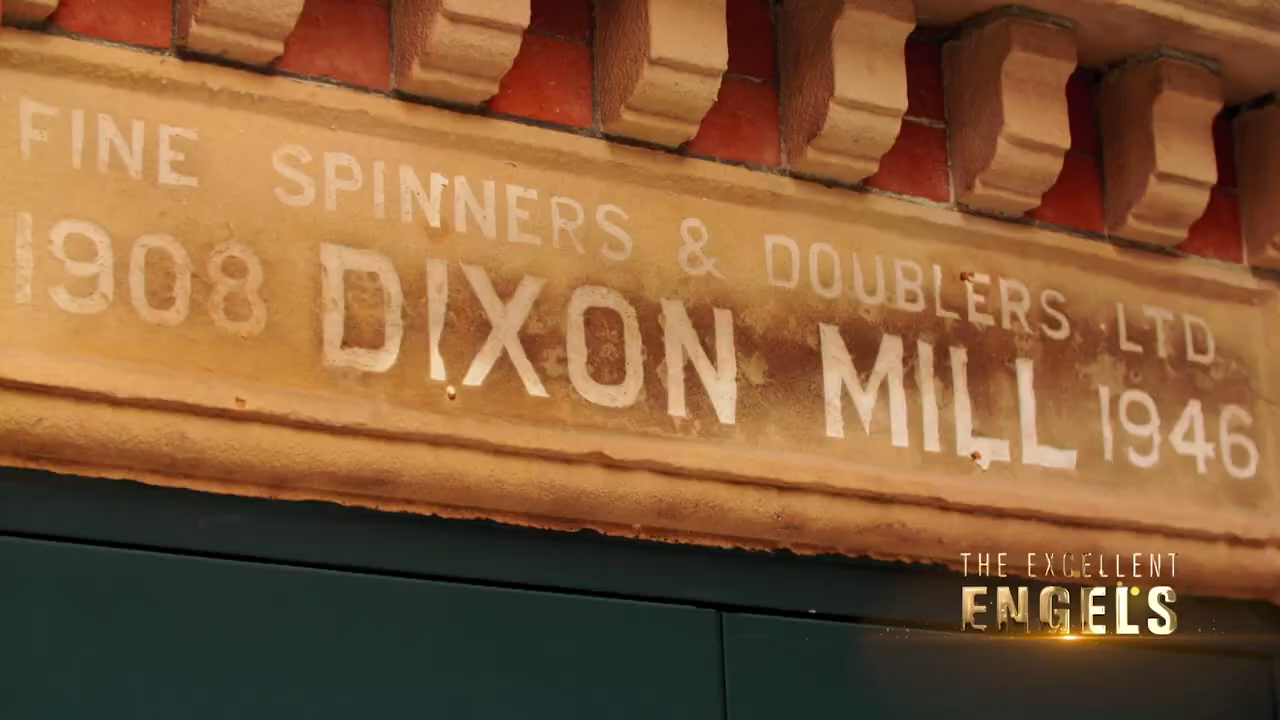 FINE SPINNERS & DOUBLERS LTD
1908 DIXON MILL 1946
THE EXCELLENT
ENGELS